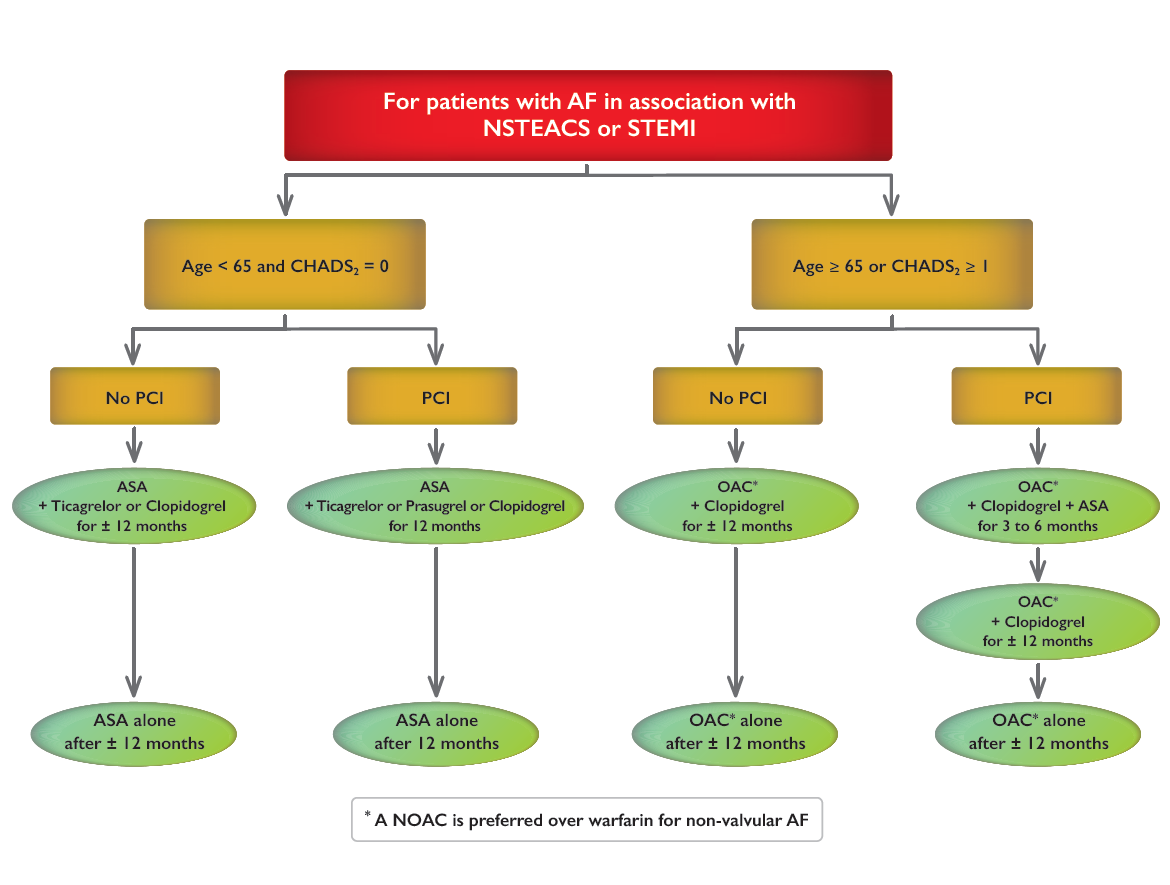 For patients with AF in association with
NSTEACS or STEMI
Age < 65 and CHADS₂ = 0
Age ≥ 65 or CHADS₂ ≥ 1
No PCI
PCI
No PCI
PCI
ASA
+ Ticagrelor or Clopidogrel
for ± 12 months
ASA
+ Ticagrelor or Prasugrel or Clopidogrel
for 12 months
OAC*
+ Clopidogrel
for ± 12 months
OAC*
+ Clopidogrel + ASA
for 3 to 6 months
OAC*
+ Clopidogrel
for ± 12 months
ASA alone
after ± 12 months
ASA alone
after 12 months
OAC* alone
after ± 12 months
OAC* alone
after ± 12 months
* A NOAC is preferred over warfarin for non-valvular AF